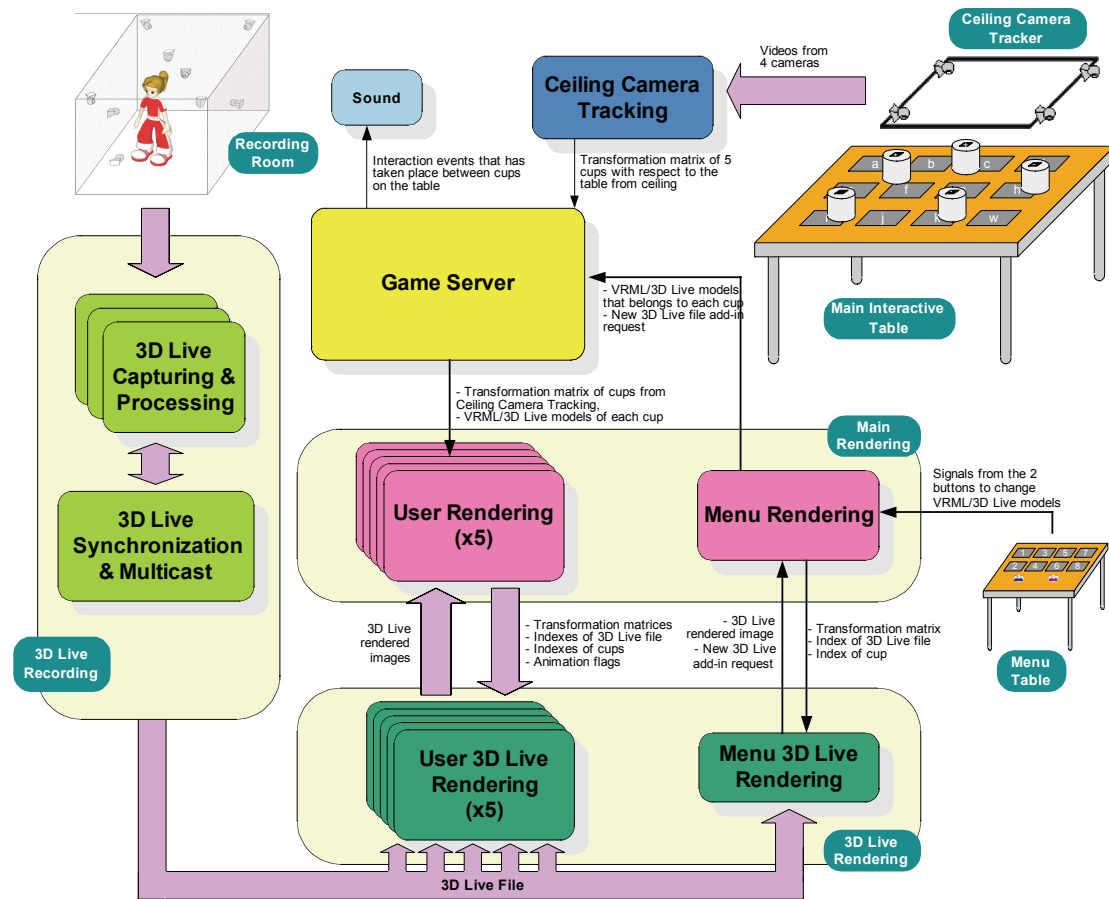 Ceiling Camera
Tracker
Videos from
4 cameras
Ceiling Camera
Tracking
Sound
Recording
Room
Interaction events that has
taken place between cups
on the table
Transformation matrix of 5
cups with respect to the
table from ceiling
a b c
f h
j k w
Main Interactive
Table
Game Server
- VRML/3D Live models
that belongs to each cup
- New 3D Live file add-in
request
3D Live
Capturing &
Processing
- Transformation matrix of cups from
Ceiling Camera Tracking,
- VRML/3D Live models of each cup
Main
Rendering
3D Live
Synchronization
& Multicast
User Rendering
(x5)
Menu Rendering
Signals from the 2
buttons to change
VRML/3D Live models
1 3 5 7
2 4 6 8
Menu
Table
3D Live
Recording
3D Live
rendered
images
- Transformation matrices
- Indexes of 3D Live file
- Indexes of cups
- Animation flags
- 3D Live
rendered image
- New 3D Live
add-in request
- Transformation matrix
- Index of 3D Live file
- Index of cup
User 3D Live
Rendering
(x5)
Menu 3D Live
Rendering
3D Live
Rendering
3D Live File